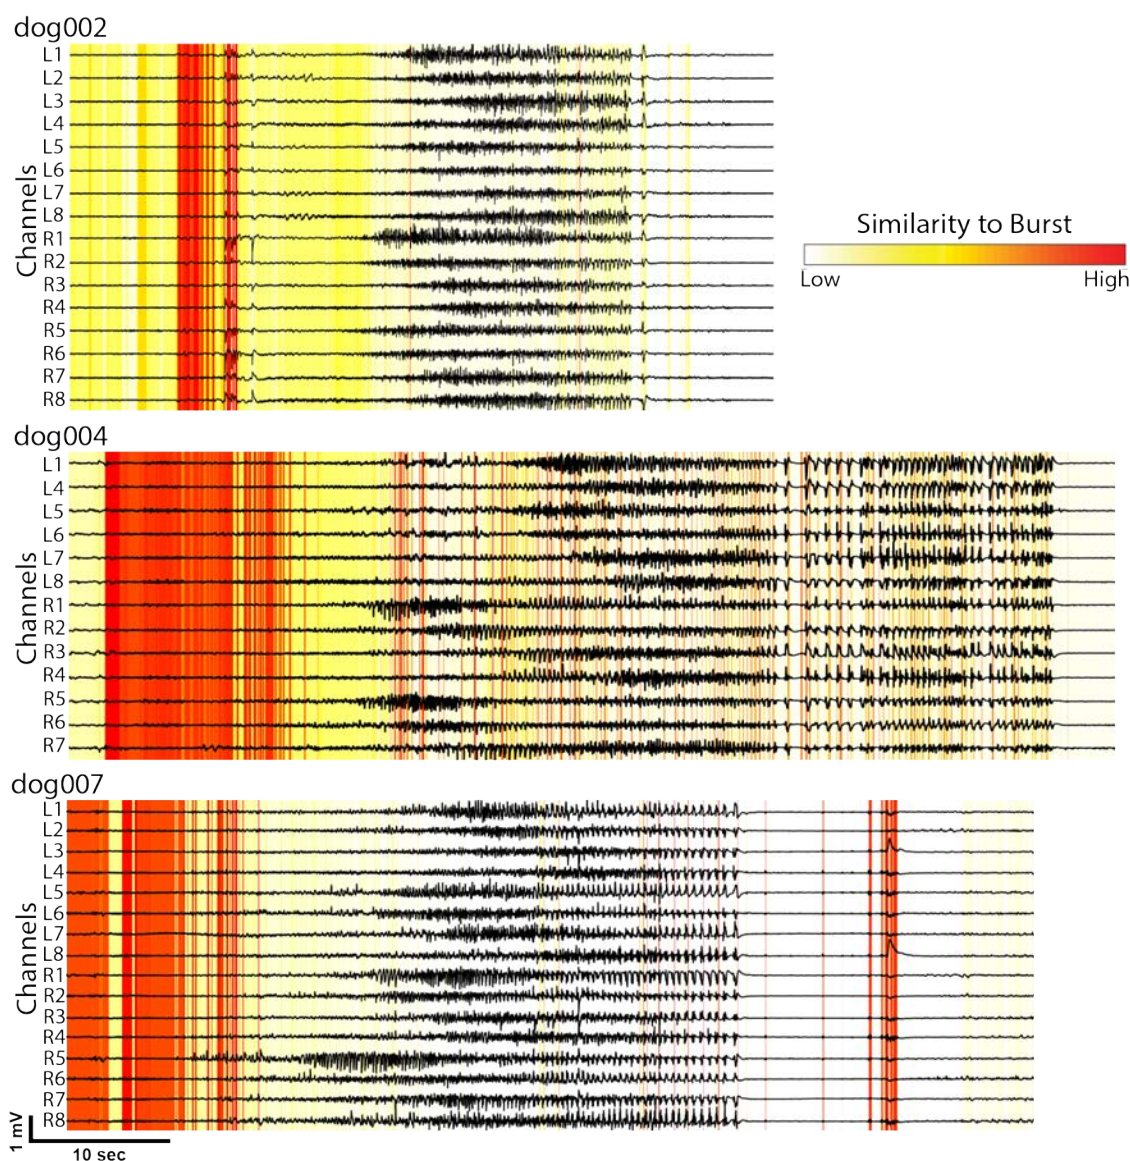 dog002
Channels
L1
L2
L3
L4
L5
L6
L7
L8
R1
R2
R3
R4
R5
R6
R7
R8
Similarity to Burst
Low
High
dog004
Channels
L1
L4
L5
L6
L7
L8
R1
R2
R3
R4
R5
R6
R7
dog007
Channels
L1
L2
L3
L4
L5
L6
L7
L8
R1
R2
R3
R4
R5
R6
R7
R8
1 mV
10 sec